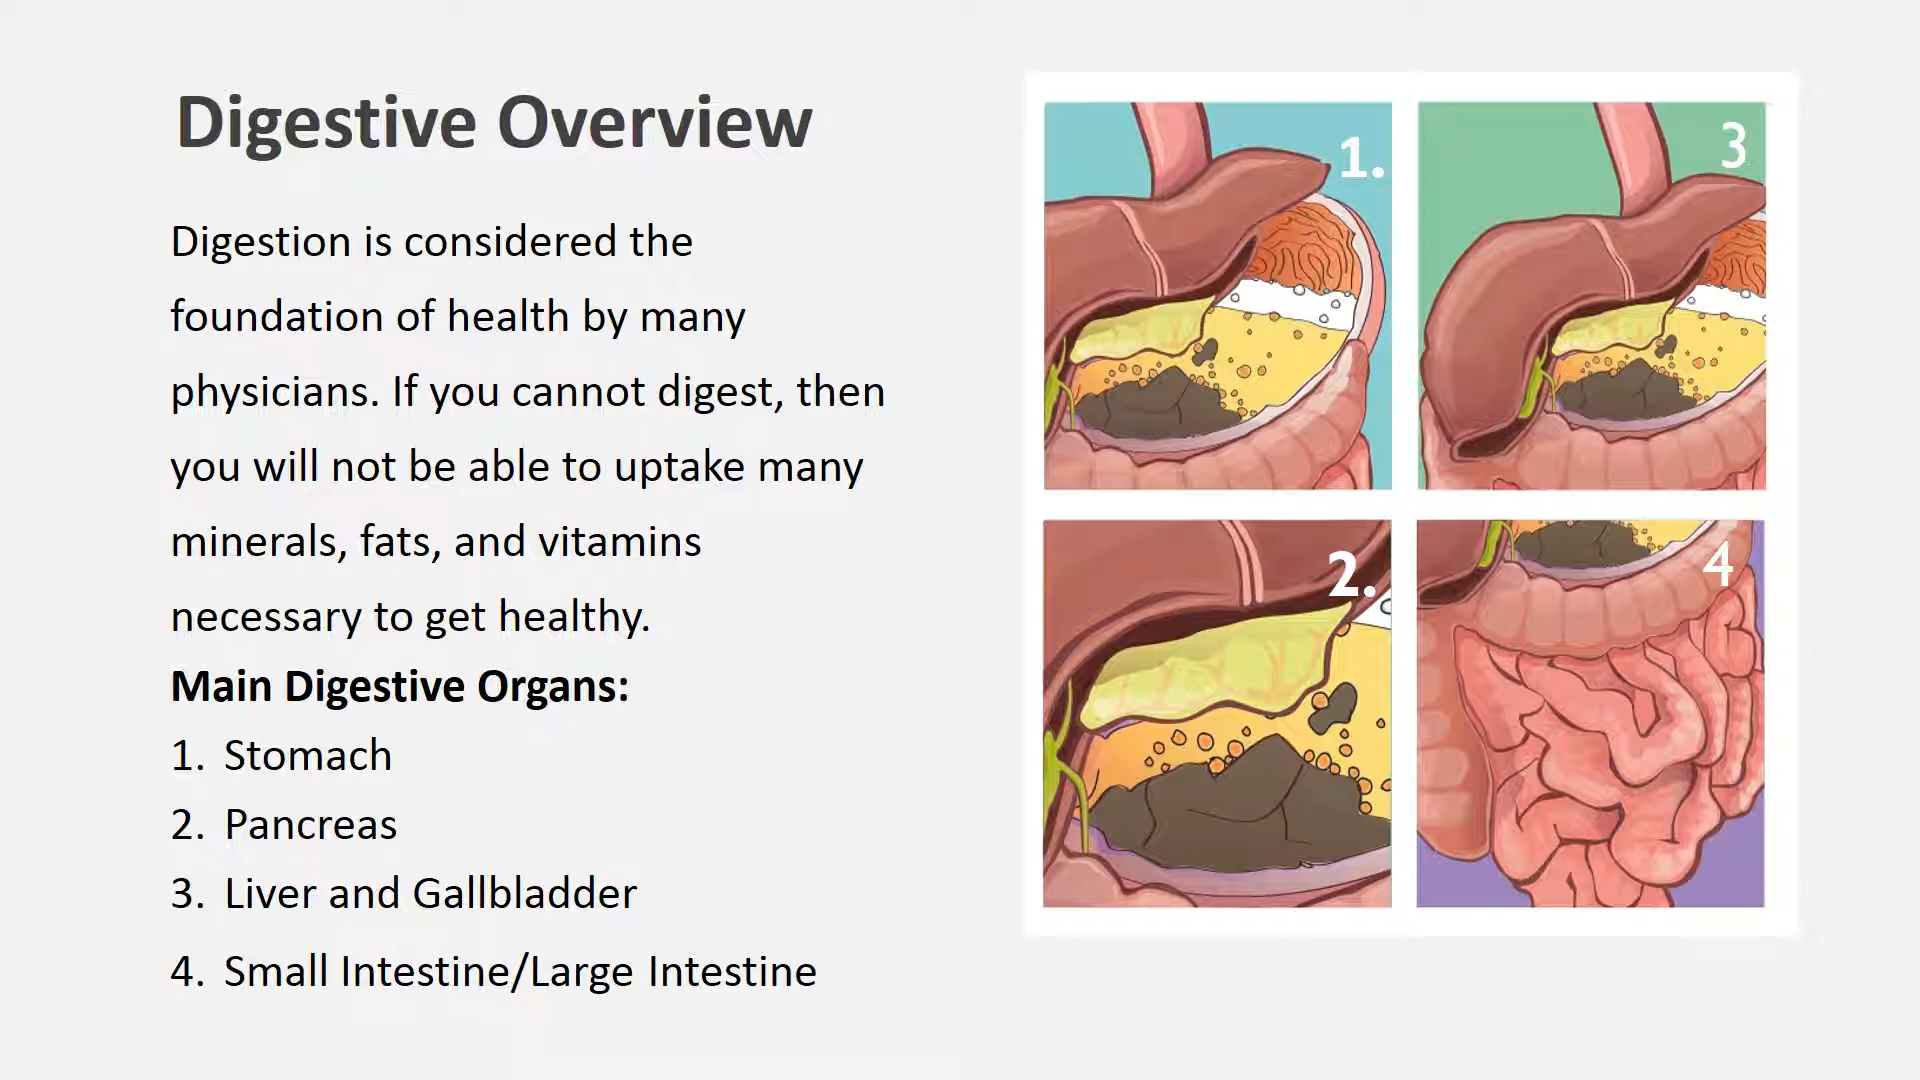 Digestive Overview
Digestion is considered the
foundation of health by many
physicians. If you cannot digest, then
you will not be able to uptake many
minerals, fats, and vitamins
necessary to get healthy.
Main Digestive Organs:
1. Stomach
2. Pancreas
3. Liver and Gallbladder
4. Small Intestine/Large Intestine
1.
3
2.
4